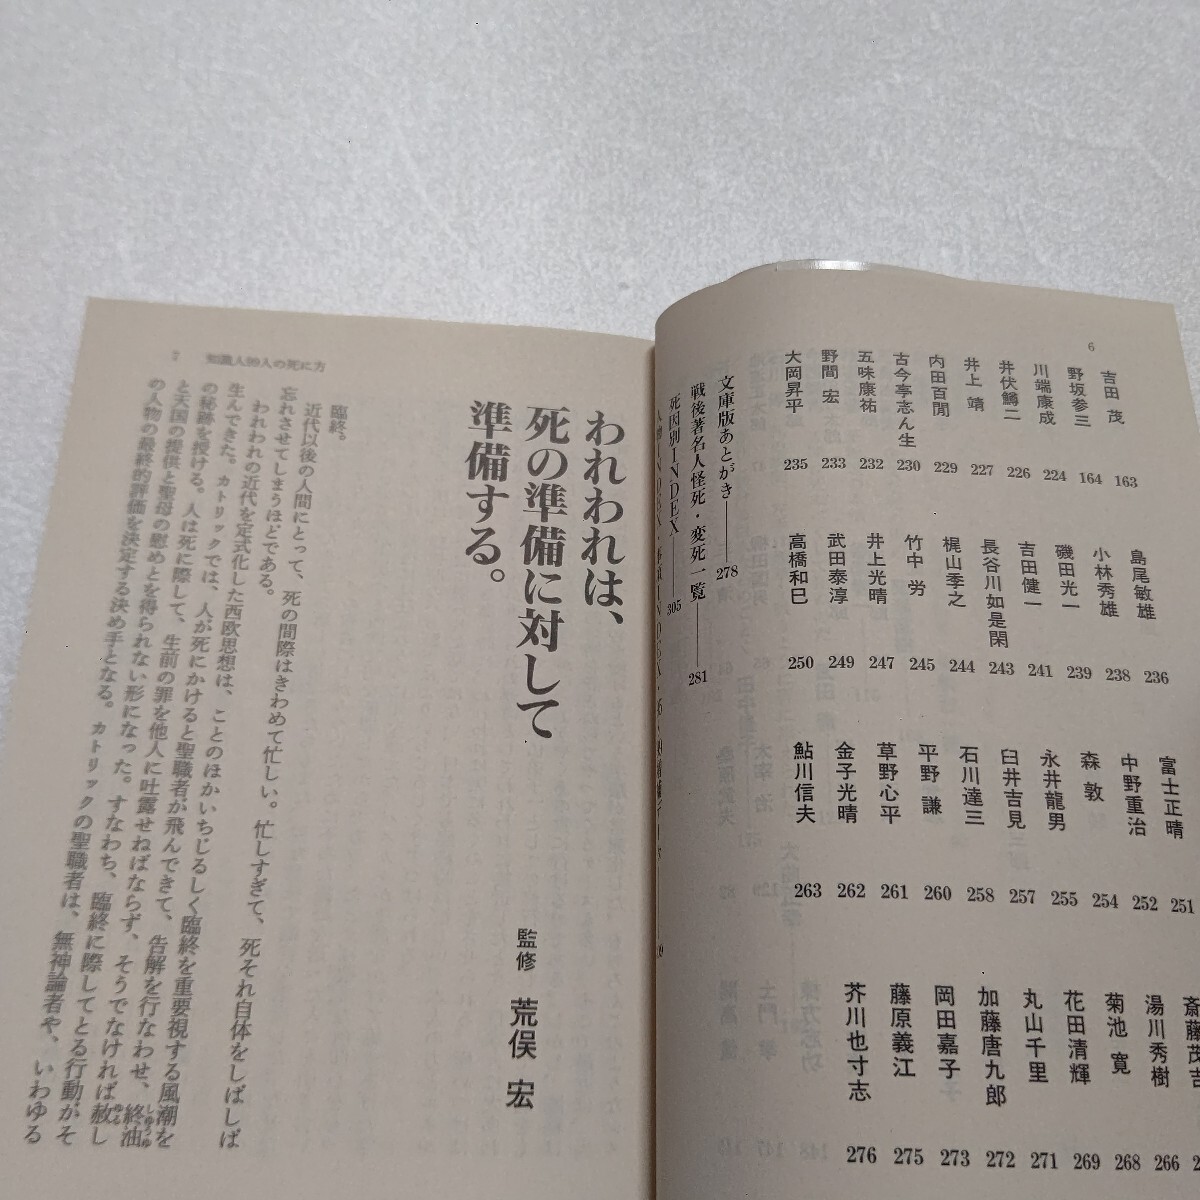 6
吉田 茂 163
野坂参三 164
川端康成 224
井伏鱒二 226
井上 靖 227
内田百閒 229
古今亭志ん生 230
五味康祐 232
野間 宏 233
大岡昇平 235
島尾敏雄 236
小林秀雄 238
磯田光一 239
吉田健一 241
長谷川如是閑 243
梶山季之 244
竹中 労 245
井上光晴 247
武田泰淳 249
高橋和巳 250
富士正晴 251
中野重治 252
森 敦 254
永井龍男 255
臼井吉見 257
石川達三 258
平野 謙 260
草野心平 261
金子光晴 262
鮎川信夫 263
斎藤茂吉
湯川秀樹 266
菊池 寛 268
花田清輝 269
丸山千里 271
加藤唐九郎 272
岡田嘉子 273
藤原義江 275
芥川也寸志 276
文庫版あとがき 278
戦後著名人怪死・変死一覧 281
死因別INDEX 305
7 知識人99人の死に方
われわれは、
死の準備に対して
準備する。
監修 荒俣 宏
臨終。
近代以後の人間にとって、死の間際はきわめて忙しい。忙しすぎて、死それ自体をしばしば
忘れさせてしまうほどである。
われわれの近代を定式化した西欧思想は、ことのほかいちじるしく臨終を重要視する風潮を
生んできた。カトリックでは、人が死にかけると聖職者が飛んできて、告解を行なわせ、終油
しゅうゆ
の秘跡を授ける。人は死に際して、生前の罪を他人に吐露せねばならず、そうでなければ赦し
ゆる
と天国の提供と聖母の慰めとを得られない形になった。すなわち、臨終に際してとる行動がそ
の人物の最終的評価を決定する決め手となる。カトリックの聖職者は、無神論者や、いわゆる